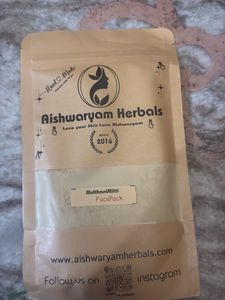 Hand Made
Aishwaryam Herbals
Love your Skin Love Aishwaryam
SINCE
2016
MulthaniMitti
FacePack
www.aishwaryamherbals.com
Follow us on instagram